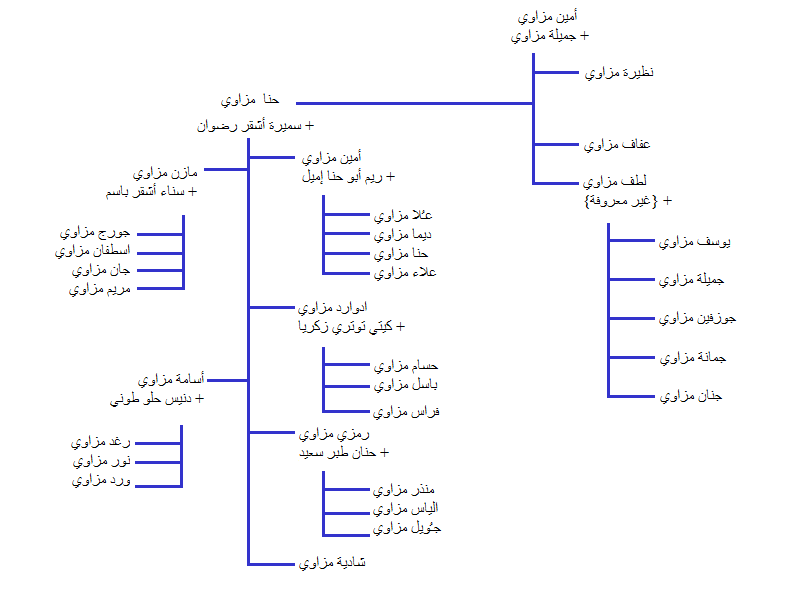 أمين مزاوي
+ جميلة مزاوي
نظيرة مزاوي
حنا مزاوي
+ سميرة أشقر رضوان
عفاف مزاوي
لطف مزاوي
+ {غير معروفة}
يوسف مزاوي
جميلة مزاوي
جوزفين مزاوي
جمانة مزاوي
جنان مزاوي
أمين مزاوي
+ ريم أبو حنا إميل
علا مزاوي
ديما مزاوي
حنا مزاوي
علاء مزاوي
مازن مزاوي
+ سناء أشقر باسم
جورج مزاوي
اسطفان مزاوي
جان مزاوي
مريم مزاوي
ادوارد مزاوي
+ كيتي توتري زكريا
حسام مزاوي
باسل مزاوي
فراس مزاوي
أسامة مزاوي
+ دنيس حلو طوني
رغد مزاوي
نور مزاوي
ورد مزاوي
رمزي مزاوي
+ حنان طبر سعيد
منذر مزاوي
الياس مزاوي
جويل مزاوي
شادية مزاوي